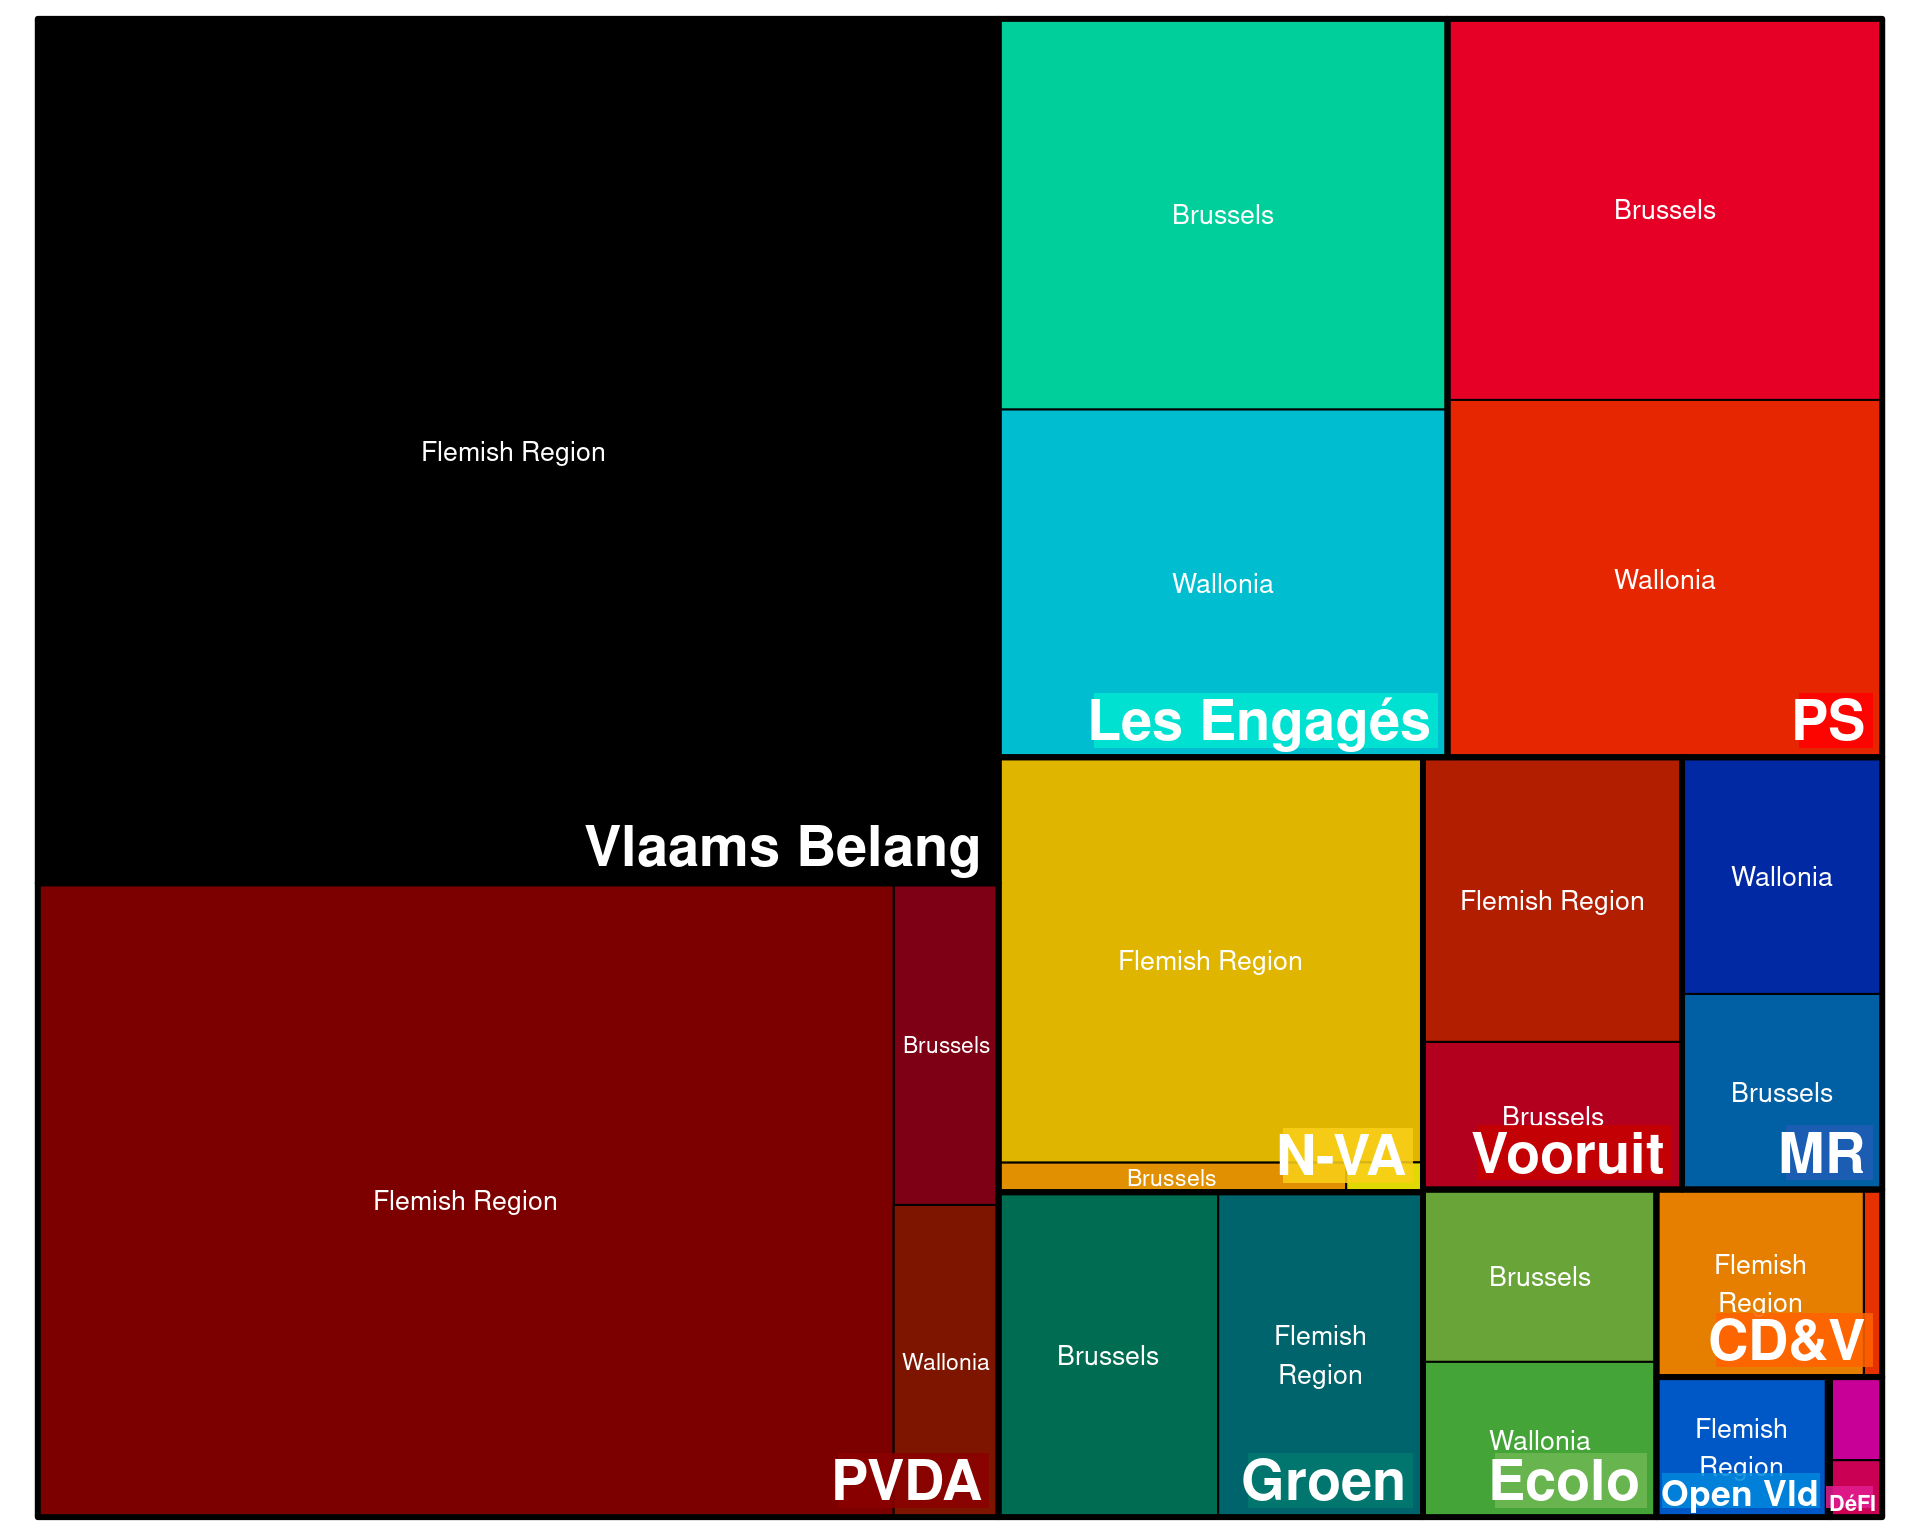 Flemish Region
Vlaams Belang
Flemish Region
Brussels
Wallonia
PVDA
Brussels
Wallonia
Les Engagés
Brussels
Wallonia
PS
Flemish Region
Brussels
N-VA
Flemish Region
Brussels
Vooruit
Wallonia
Brussels
MR
Brussels
Flemish
Region
Groen
Brussels
Wallonia
Ecolo
Flemish
Region
CD&V
Flemish
Region
Open Vld
DéFI